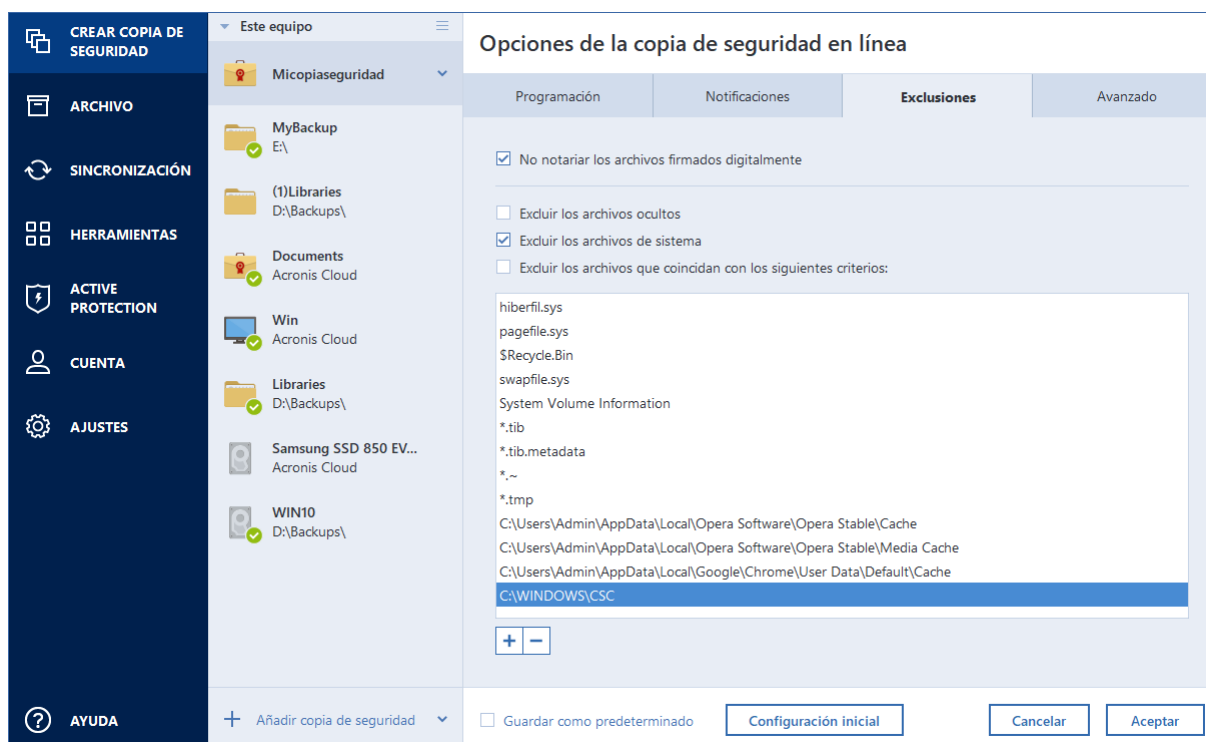 CREAR COPIA DE
SEGURIDAD
ARCHIVO
SINCRONIZACIÓN
HERRAMIENTAS
ACTIVE
PROTECTION
CUENTA
AJUSTES
AYUDA
Este equipo
Micopiaseguridad
MyBackup
E:\
(1)Libraries
D:\Backups\
Documents
Acronis Cloud
Win
Acronis Cloud
Libraries
D:\Backups\
Samsung SSD 850 EV...
Acronis Cloud
WIN10
D:\Backups\
Añadir copia de seguridad
Opciones de la copia de seguridad en línea
Programación
Notificaciones
Exclusiones
Avanzado
No notariar los archivos firmados digitalmente
Excluir los archivos ocultos
Excluir los archivos de sistema
Excluir los archivos que coincidan con los siguientes criterios:
hiberfil.sys
pagefile.sys
$Recycle.Bin
swapfile.sys
System Volume Information
*.tib
*.tib.metadata
*.~
*.tmp
C:\Users\Admin\AppData\Local\Opera Software\Opera Stable\Cache
C:\Users\Admin\AppData\Local\Opera Software\Opera Stable\Media Cache
C:\Users\Admin\AppData\Local\Google\Chrome\User Data\Default\Cache
C:\WINDOWS\CSC
Guardar como predeterminado
Configuración inicial
Cancelar
Aceptar